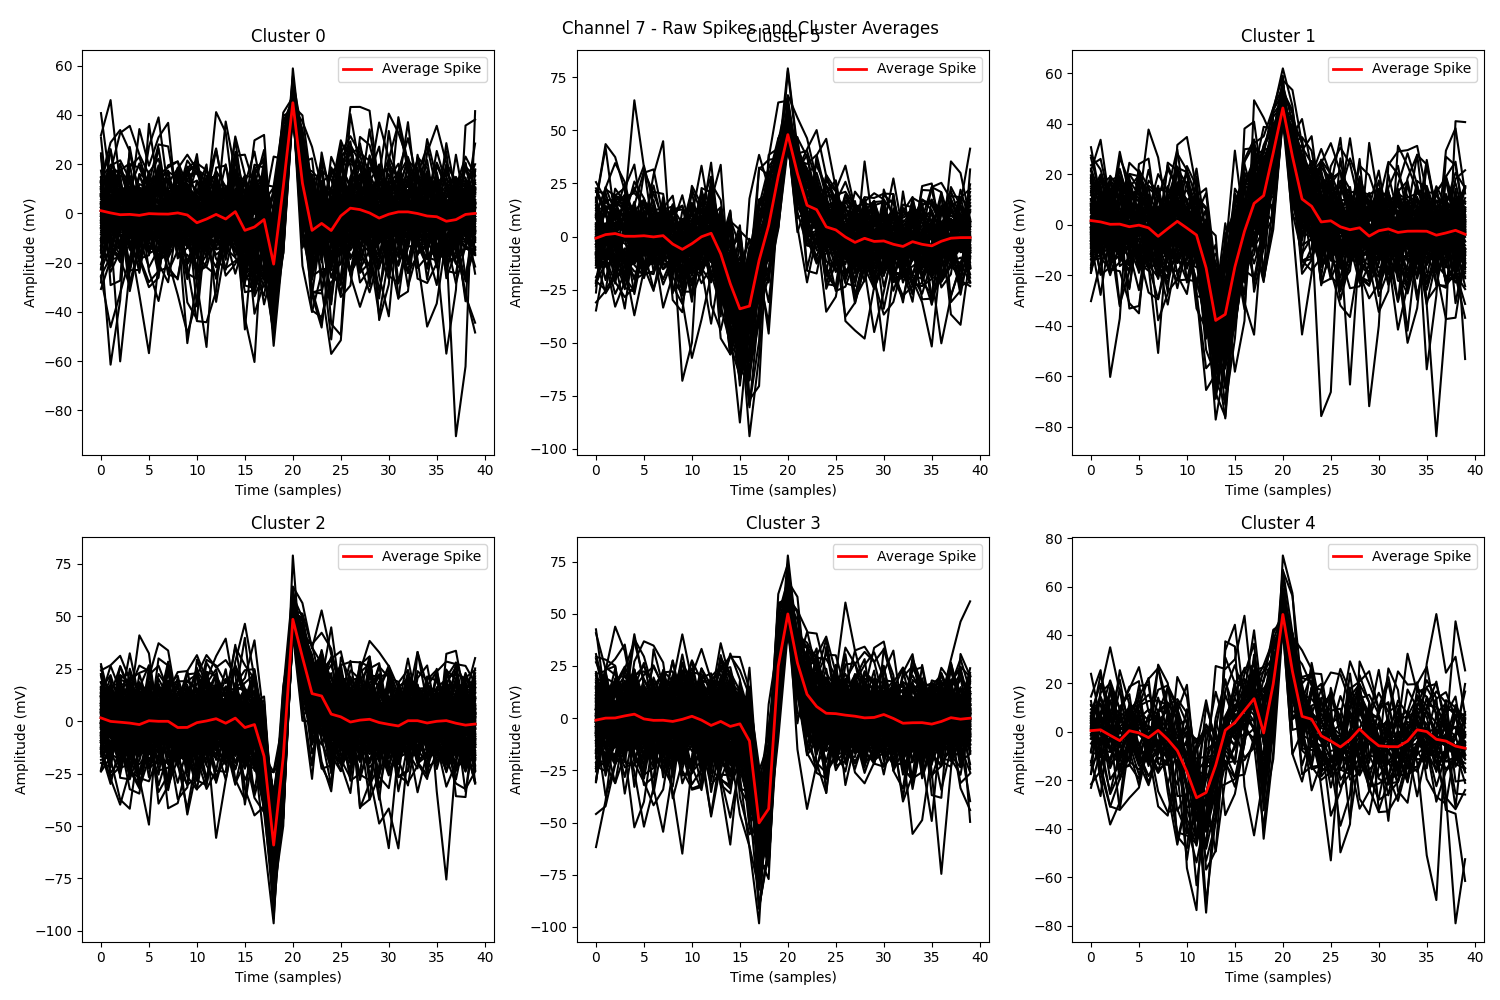 Channel 7 - Raw Spikes and Cluster Averages
Cluster 0
Average Spike
60
40
20
0
−20
−40
−60
−80
Amplitude (mV)
0 5 10 15 20 25 30 35 40
Time (samples)
Cluster 5
Average Spike
75
50
25
0
−25
−50
−75
−100
Amplitude (mV)
0 5 10 15 20 25 30 35 40
Time (samples)
Cluster 1
Average Spike
60
40
20
0
−20
−40
−60
−80
Amplitude (mV)
0 5 10 15 20 25 30 35 40
Time (samples)
Cluster 2
Average Spike
75
50
25
0
−25
−50
−75
−100
Amplitude (mV)
0 5 10 15 20 25 30 35 40
Time (samples)
Cluster 3
Average Spike
75
50
25
0
−25
−50
−75
−100
Amplitude (mV)
0 5 10 15 20 25 30 35 40
Time (samples)
Cluster 4
Average Spike
80
60
40
20
0
−20
−40
−60
−80
Amplitude (mV)
0 5 10 15 20 25 30 35 40
Time (samples)